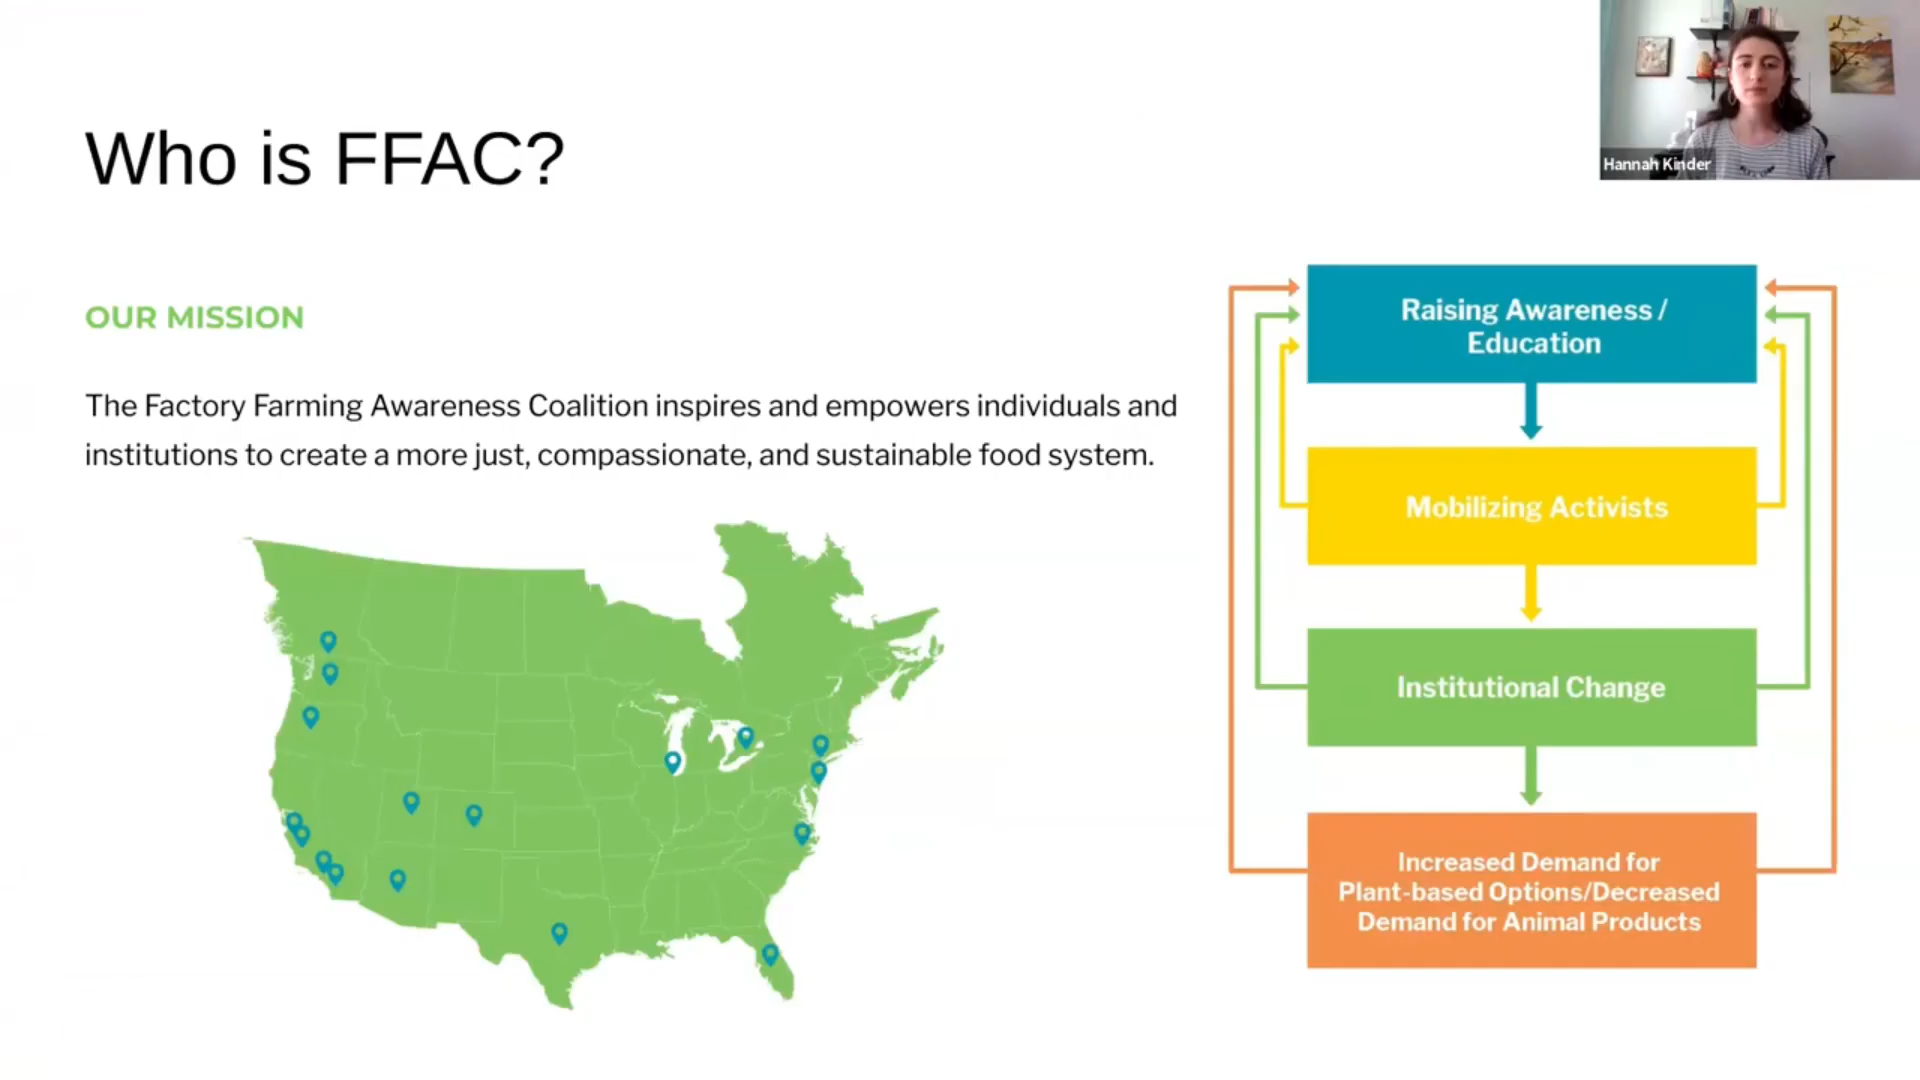 Hannah Kinder
Who is FFAC?
OUR MISSION
The Factory Farming Awareness Coalition inspires and empowers individuals and
institutions to create a more just, compassionate, and sustainable food system.
Raising Awareness /
Education
Mobilizing Activists
Institutional Change
Increased Demand for
Plant-based Options/Decreased
Demand for Animal Products